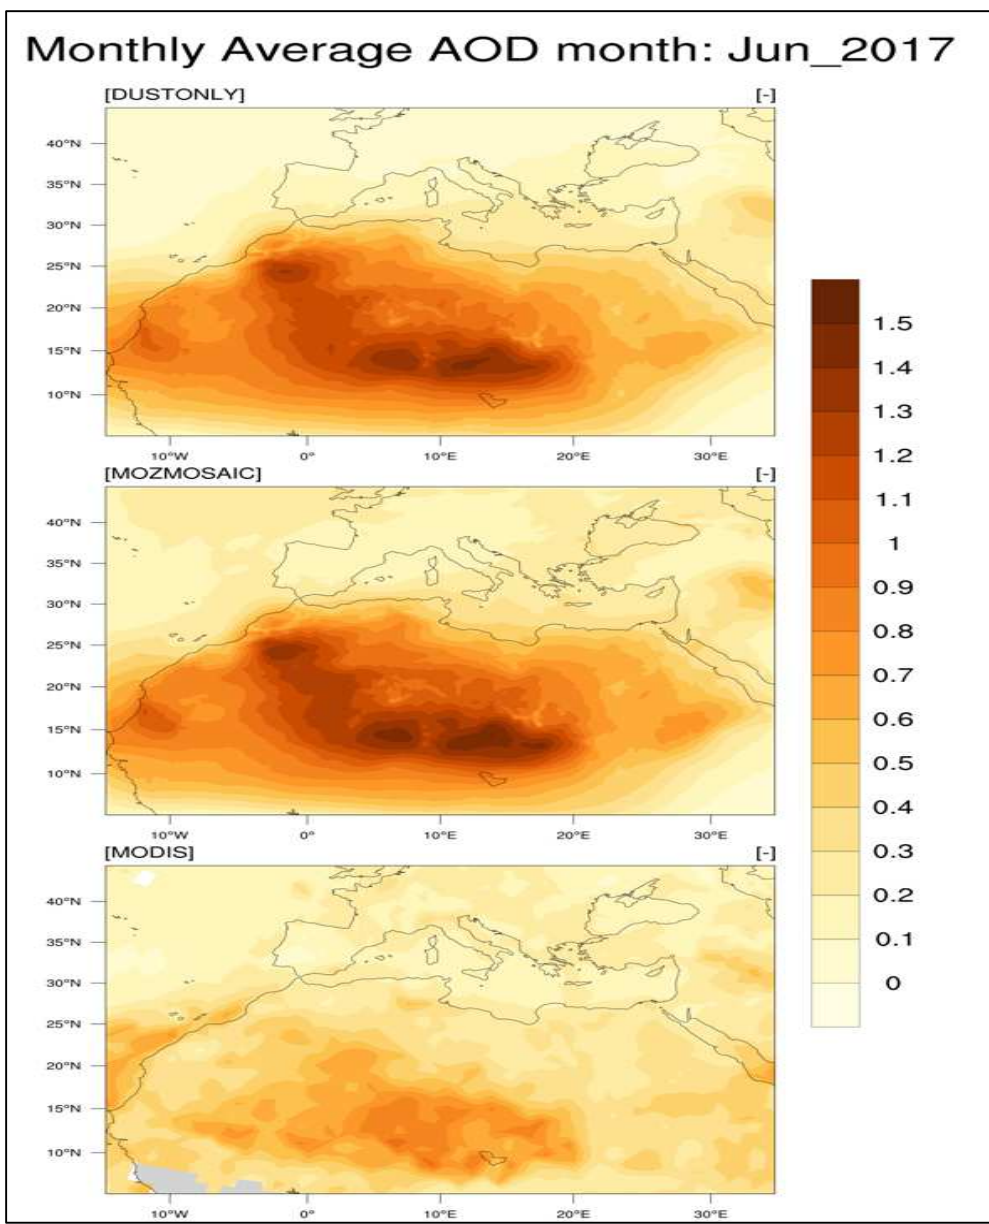 Monthly Average AOD month: Jun_2017
[DUSTONLY] [-]
40°N
35°N
30°N
25°N
20°N
15°N
10°N
10°W 0° 10°E 20°E 30°E
[MOZMOSAIC] [-]
40°N
35°N
30°N
25°N
20°N
15°N
10°N
10°W 0° 10°E 20°E 30°E
[MODIS] [-]
40°N
35°N
30°N
25°N
20°N
15°N
10°N
10°W 0° 10°E 20°E 30°E
1.5
1.4
1.3
1.2
1.1
1
0.9
0.8
0.7
0.6
0.5
0.4
0.3
0.2
0.1
0